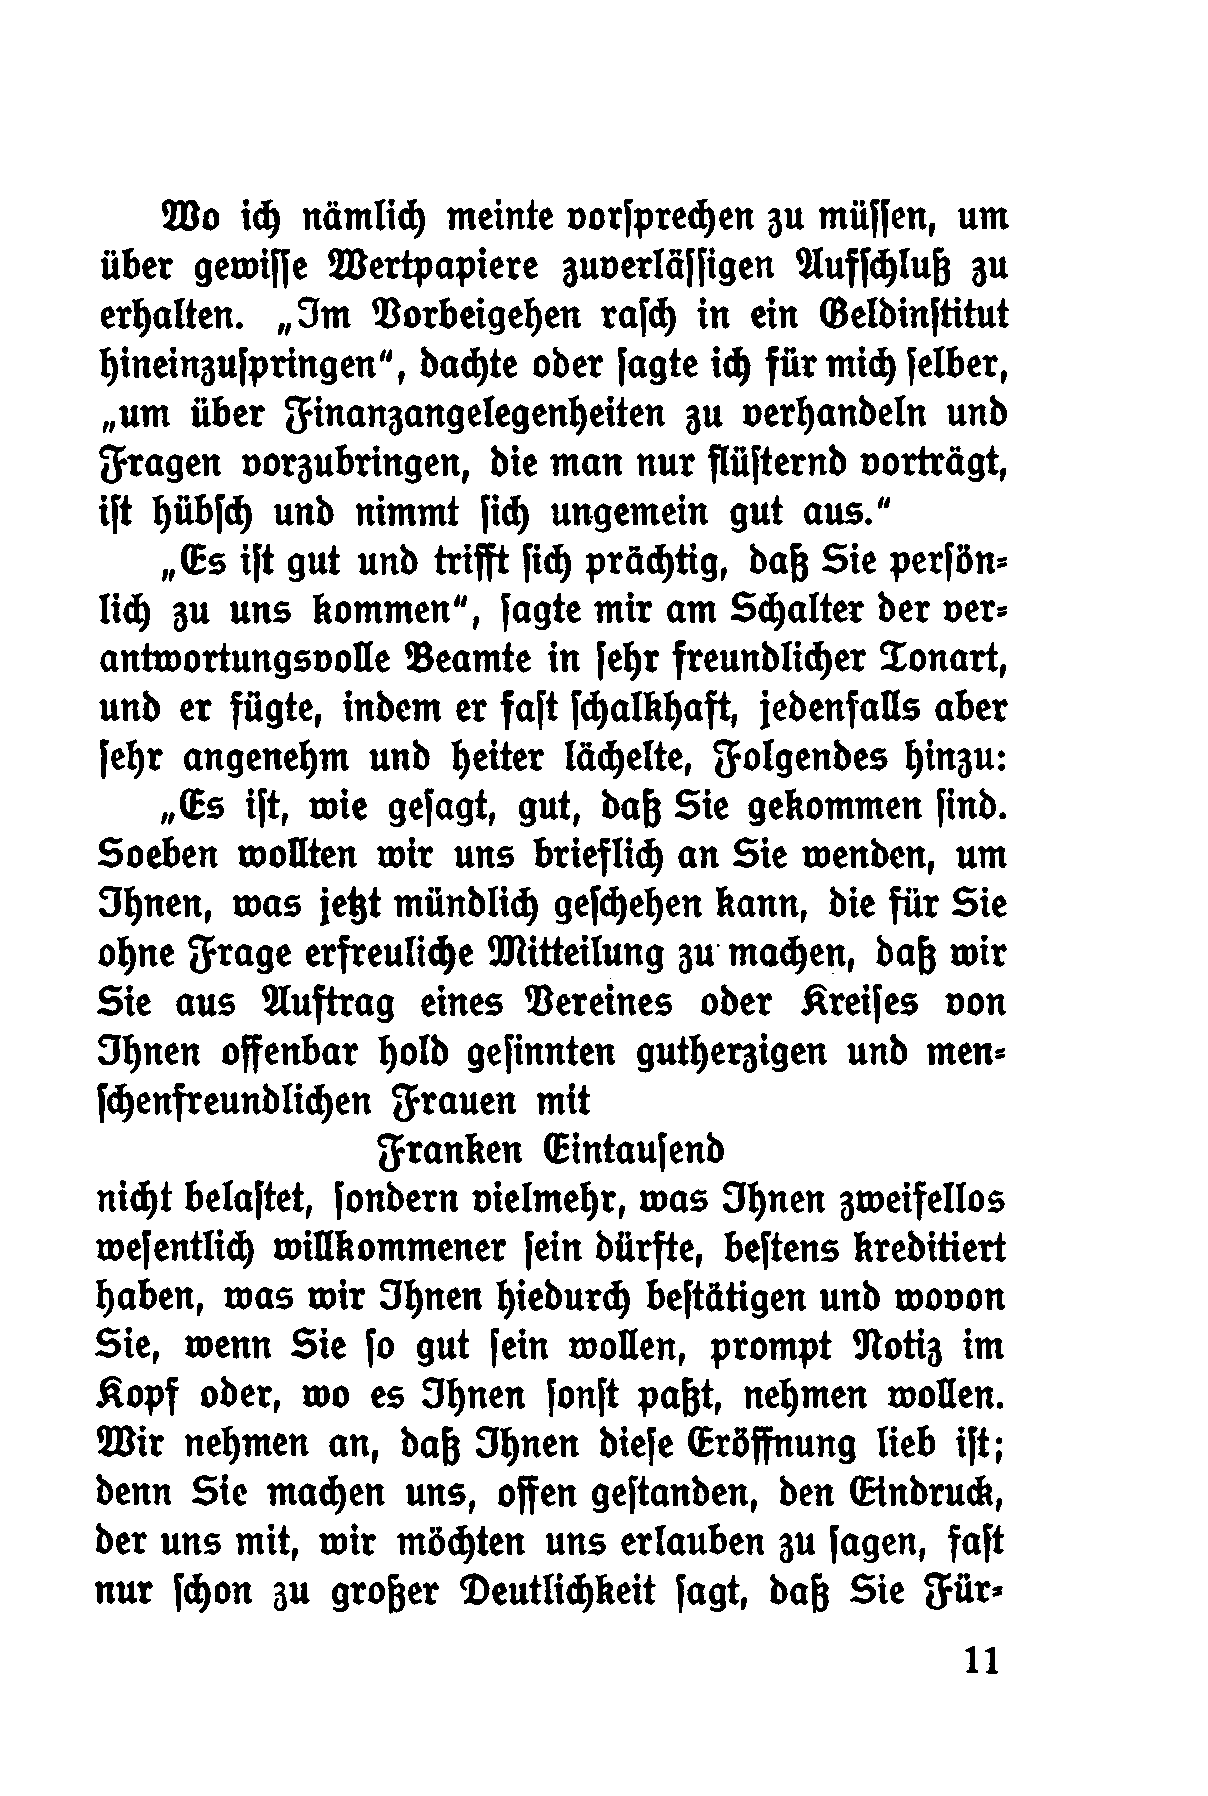 Wo ich nämlich meinte vorſprechen zu müſſen, um
über gewiſſe Wertpapiere zuverläſſigen Aufſchluß zu
erhalten. „Im Vorbeigehen raſch in ein Geldinſtitut
hineinzuſpringen“, dachte oder ſagte ich für mich ſelber,
„um über Finanzangelegenheiten zu verhandeln und
Fragen vorzubringen, die man nur flüſternd vorträgt,
iſt hübſch und nimmt ſich ungemein gut aus.“
„Es iſt gut und trifft ſich prächtig, daß Sie perſön⸗
lich zu uns kommen“, ſagte mir am Schalter der ver⸗
antwortungsvolle Beamte in ſehr freundlicher Tonart,
und er fügte, indem er faſt ſchalkhaft, jedenfalls aber
ſehr angenehm und heiter lächelte, Folgendes hinzu:
„Es iſt, wie geſagt, gut, daß Sie gekommen ſind.
Soeben wollten wir uns brieflich an Sie wenden, um
Ihnen, was jetzt mündlich geſchehen kann, die für Sie
ohne Frage erfreuliche Mitteilung zu machen, daß wir
Sie aus Auftrag eines Vereines oder Kreiſes von
Ihnen offenbar hold geſinnten gutherzigen und men⸗
ſchenfreundlichen Frauen mit
Franken Eintauſend
nicht belaſtet, ſondern vielmehr, was Ihnen zweifellos
weſentlich willkommener ſein dürfte, beſtens kreditiert
haben, was wir Ihnen hiedurch beſtätigen und wovon
Sie, wenn Sie ſo gut ſein wollen, prompt Notiz im
Kopf oder, wo es Ihnen ſonſt paßt, nehmen wollen.
Wir nehmen an, daß Ihnen dieſe Eröffnung lieb iſt;
denn Sie machen uns, offen geſtanden, den Eindruck,
der uns mit, wir möchten uns erlauben zu ſagen, faſt
nur ſchon zu großer Deutlichkeit ſagt, daß Sie Für⸗
11